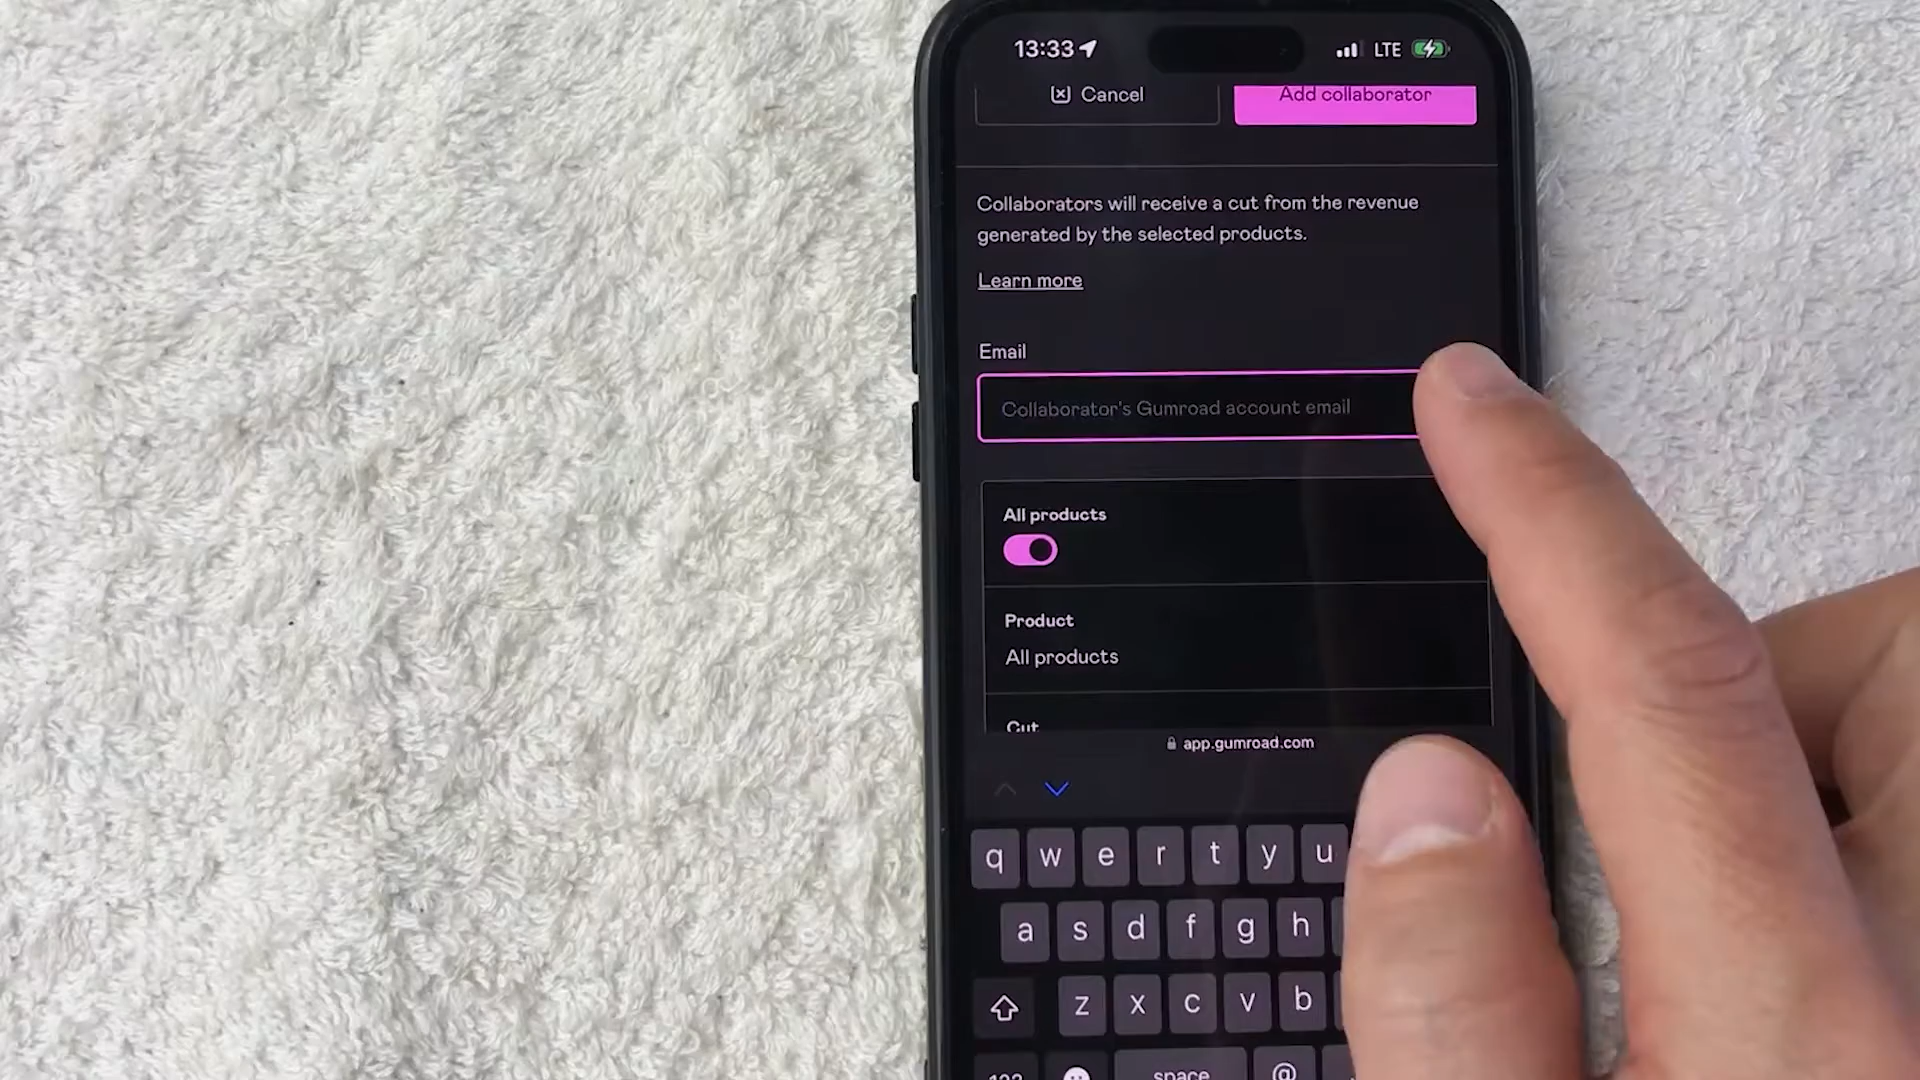 13:33 LTE
Cancel Add collaborator
Collaborators will receive a cut from the revenue
generated by the selected products.
Learn more
Email
Collaborator's Gumroad account email
All products
Product
All products
Cut
app.gumroad.com
q w e r t y u
a s d f g h
z x c v b
123 space @